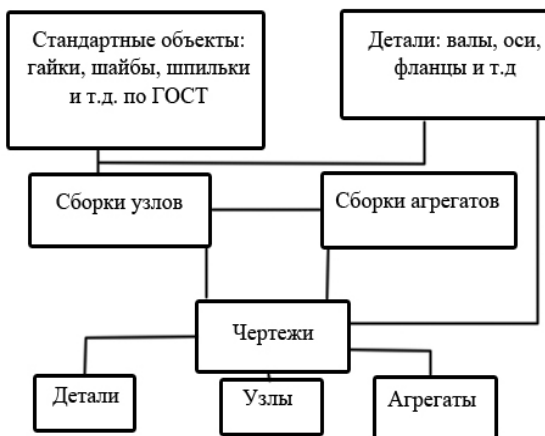 Стандартные объекты:
гайки, шайбы, шпильки
и т.д. по ГОСТ
Детали: валы, оси,
фланцы и т.д
Сборки узлов
Сборки агрегатов
Чертежи
Детали
Узлы
Агрегаты